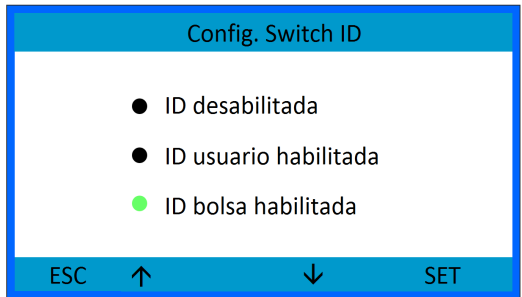 Config. Switch ID
ID desabilitada
ID usuario habilitada
ID bolsa habilitada
ESC ↑ ↓ SET